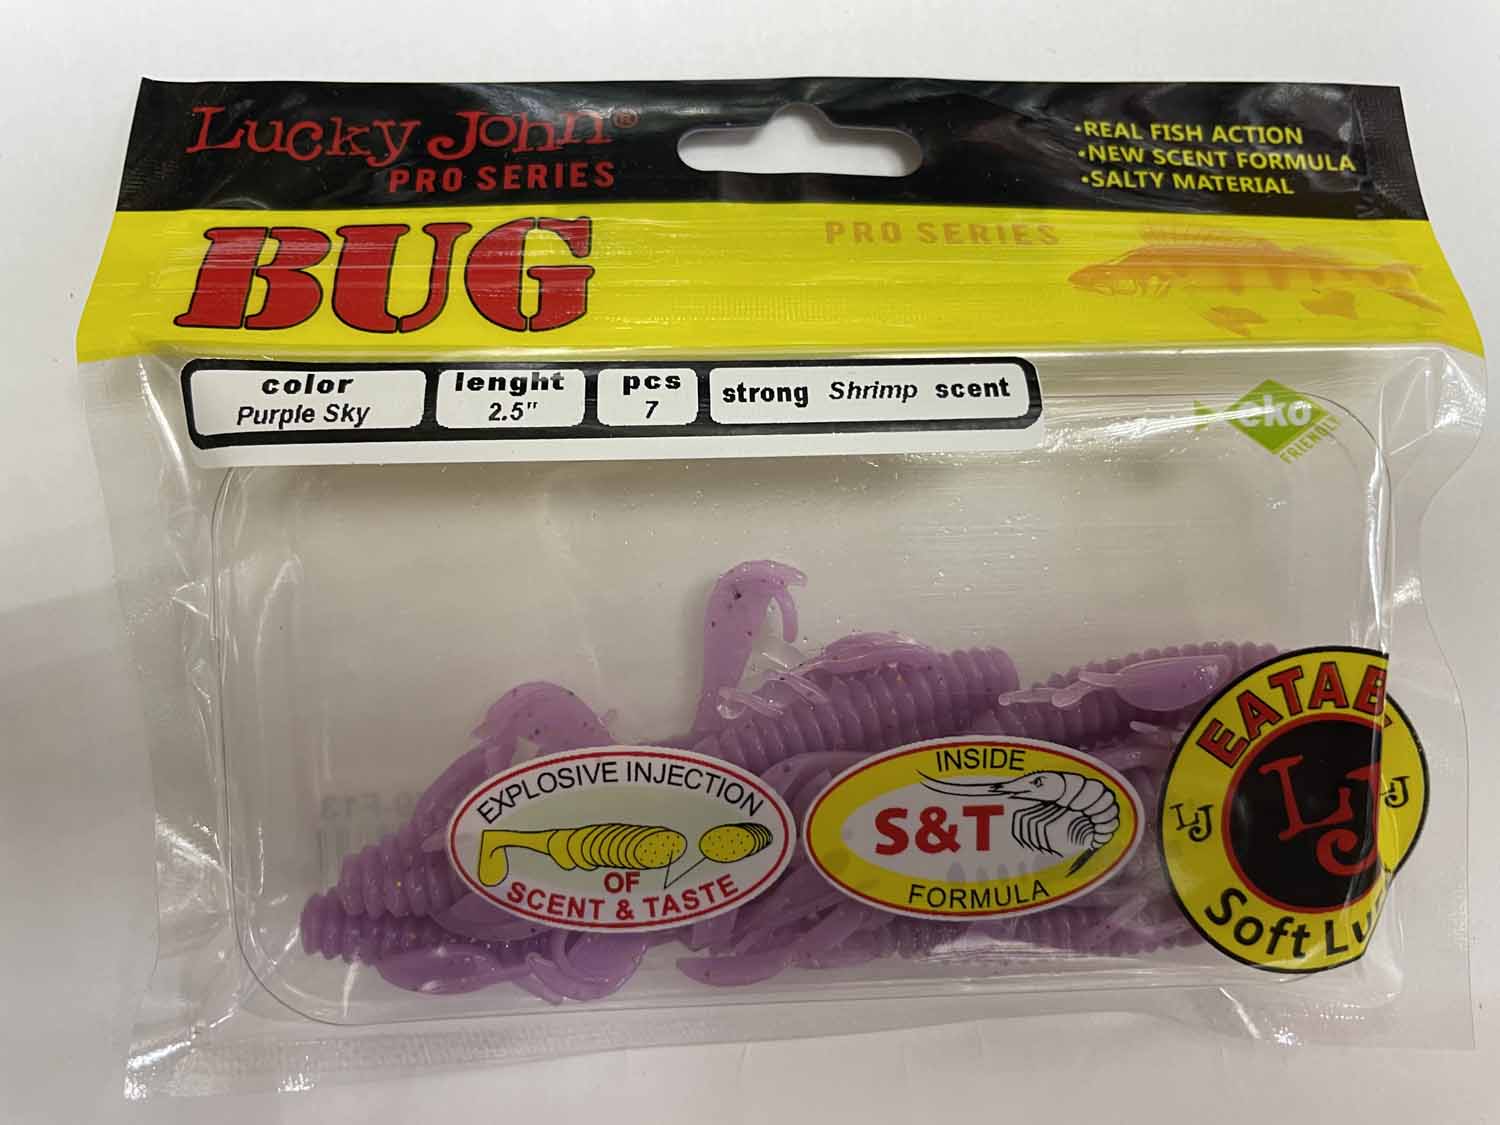 Lucky John®
PRO SERIES
•REAL FISH ACTION
•NEW SCENT FORMULA
•SALTY MATERIAL
BUG
PRO SERIES
color
Purple Sky
lenght
2.5"
pcs
7
strong Shrimp scent
eko
FRIENDLY
EXPLOSIVE INJECTION
OF
SCENT & TASTE
INSIDE
S&T
FORMULA
LJ
LJ
LJ
Soft